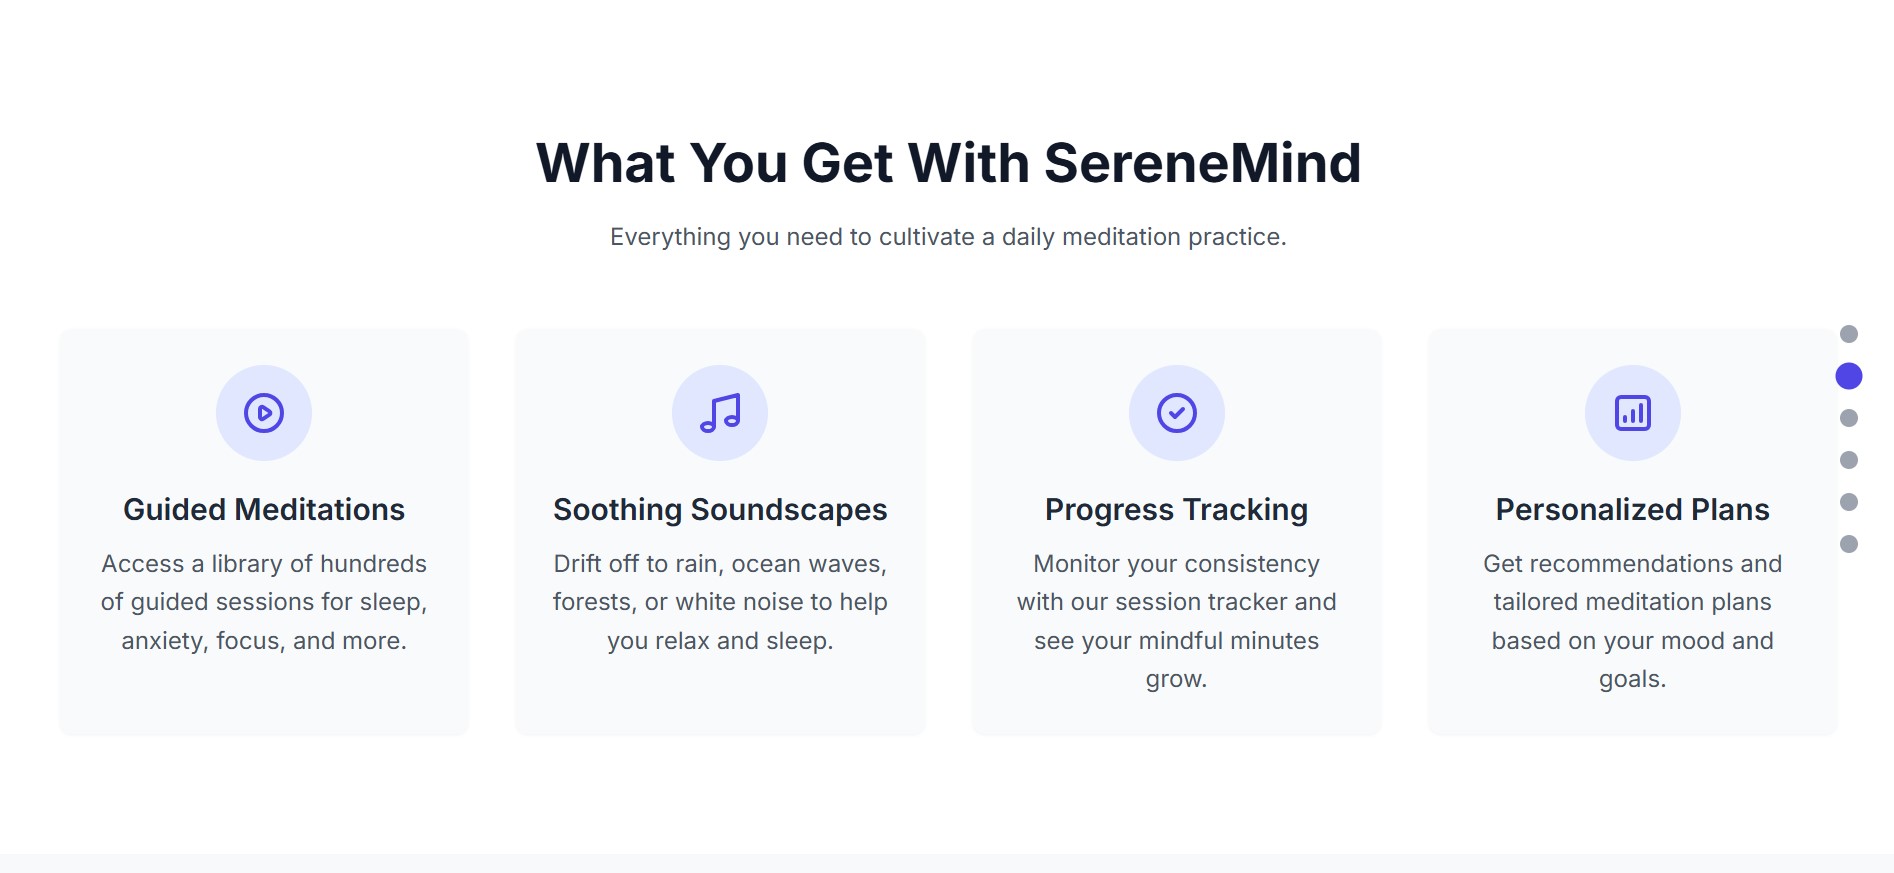 What You Get With SereneMind
Everything you need to cultivate a daily meditation practice.
Guided Meditations
Access a library of hundreds
of guided sessions for sleep,
anxiety, focus, and more.
Soothing Soundscapes
Drift off to rain, ocean waves,
forests, or white noise to help
you relax and sleep.
Progress Tracking
Monitor your consistency
with our session tracker and
see your mindful minutes
grow.
Personalized Plans
Get recommendations and
tailored meditation plans
based on your mood and
goals.